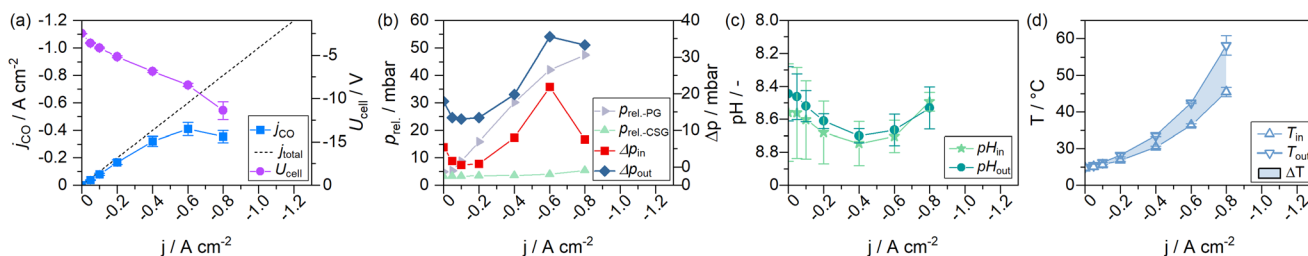 (a)
-1.2
-1.0
-0.8
-0.6
-0.4
-0.2
0
j_CO / A cm⁻²
j_CO
j_total
U_cell
5
10
15
U_cell / V
0 -0.2 -0.4 -0.6 -0.8 -1.0 -1.2
j / A cm⁻²
(b)
60
50
40
30
20
10
0
p_rel. / mbar
p_rel.-PG
p_rel.-CSG
Δp_in
Δp_out
40
30
20
10
0
Δp / mbar
0 -0.2 -0.4 -0.6 -0.8 -1.0 -1.2
j / A cm⁻²
(c)
8.0
8.2
8.4
8.6
8.8
9.0
pH / -
pH_in
pH_out
0 -0.2 -0.4 -0.6 -0.8 -1.0 -1.2
j / A cm⁻²
(d)
60
45
30
T / °C
T_in
T_out
ΔT
0 -0.2 -0.4 -0.6 -0.8 -1.0 -1.2
j / A cm⁻²